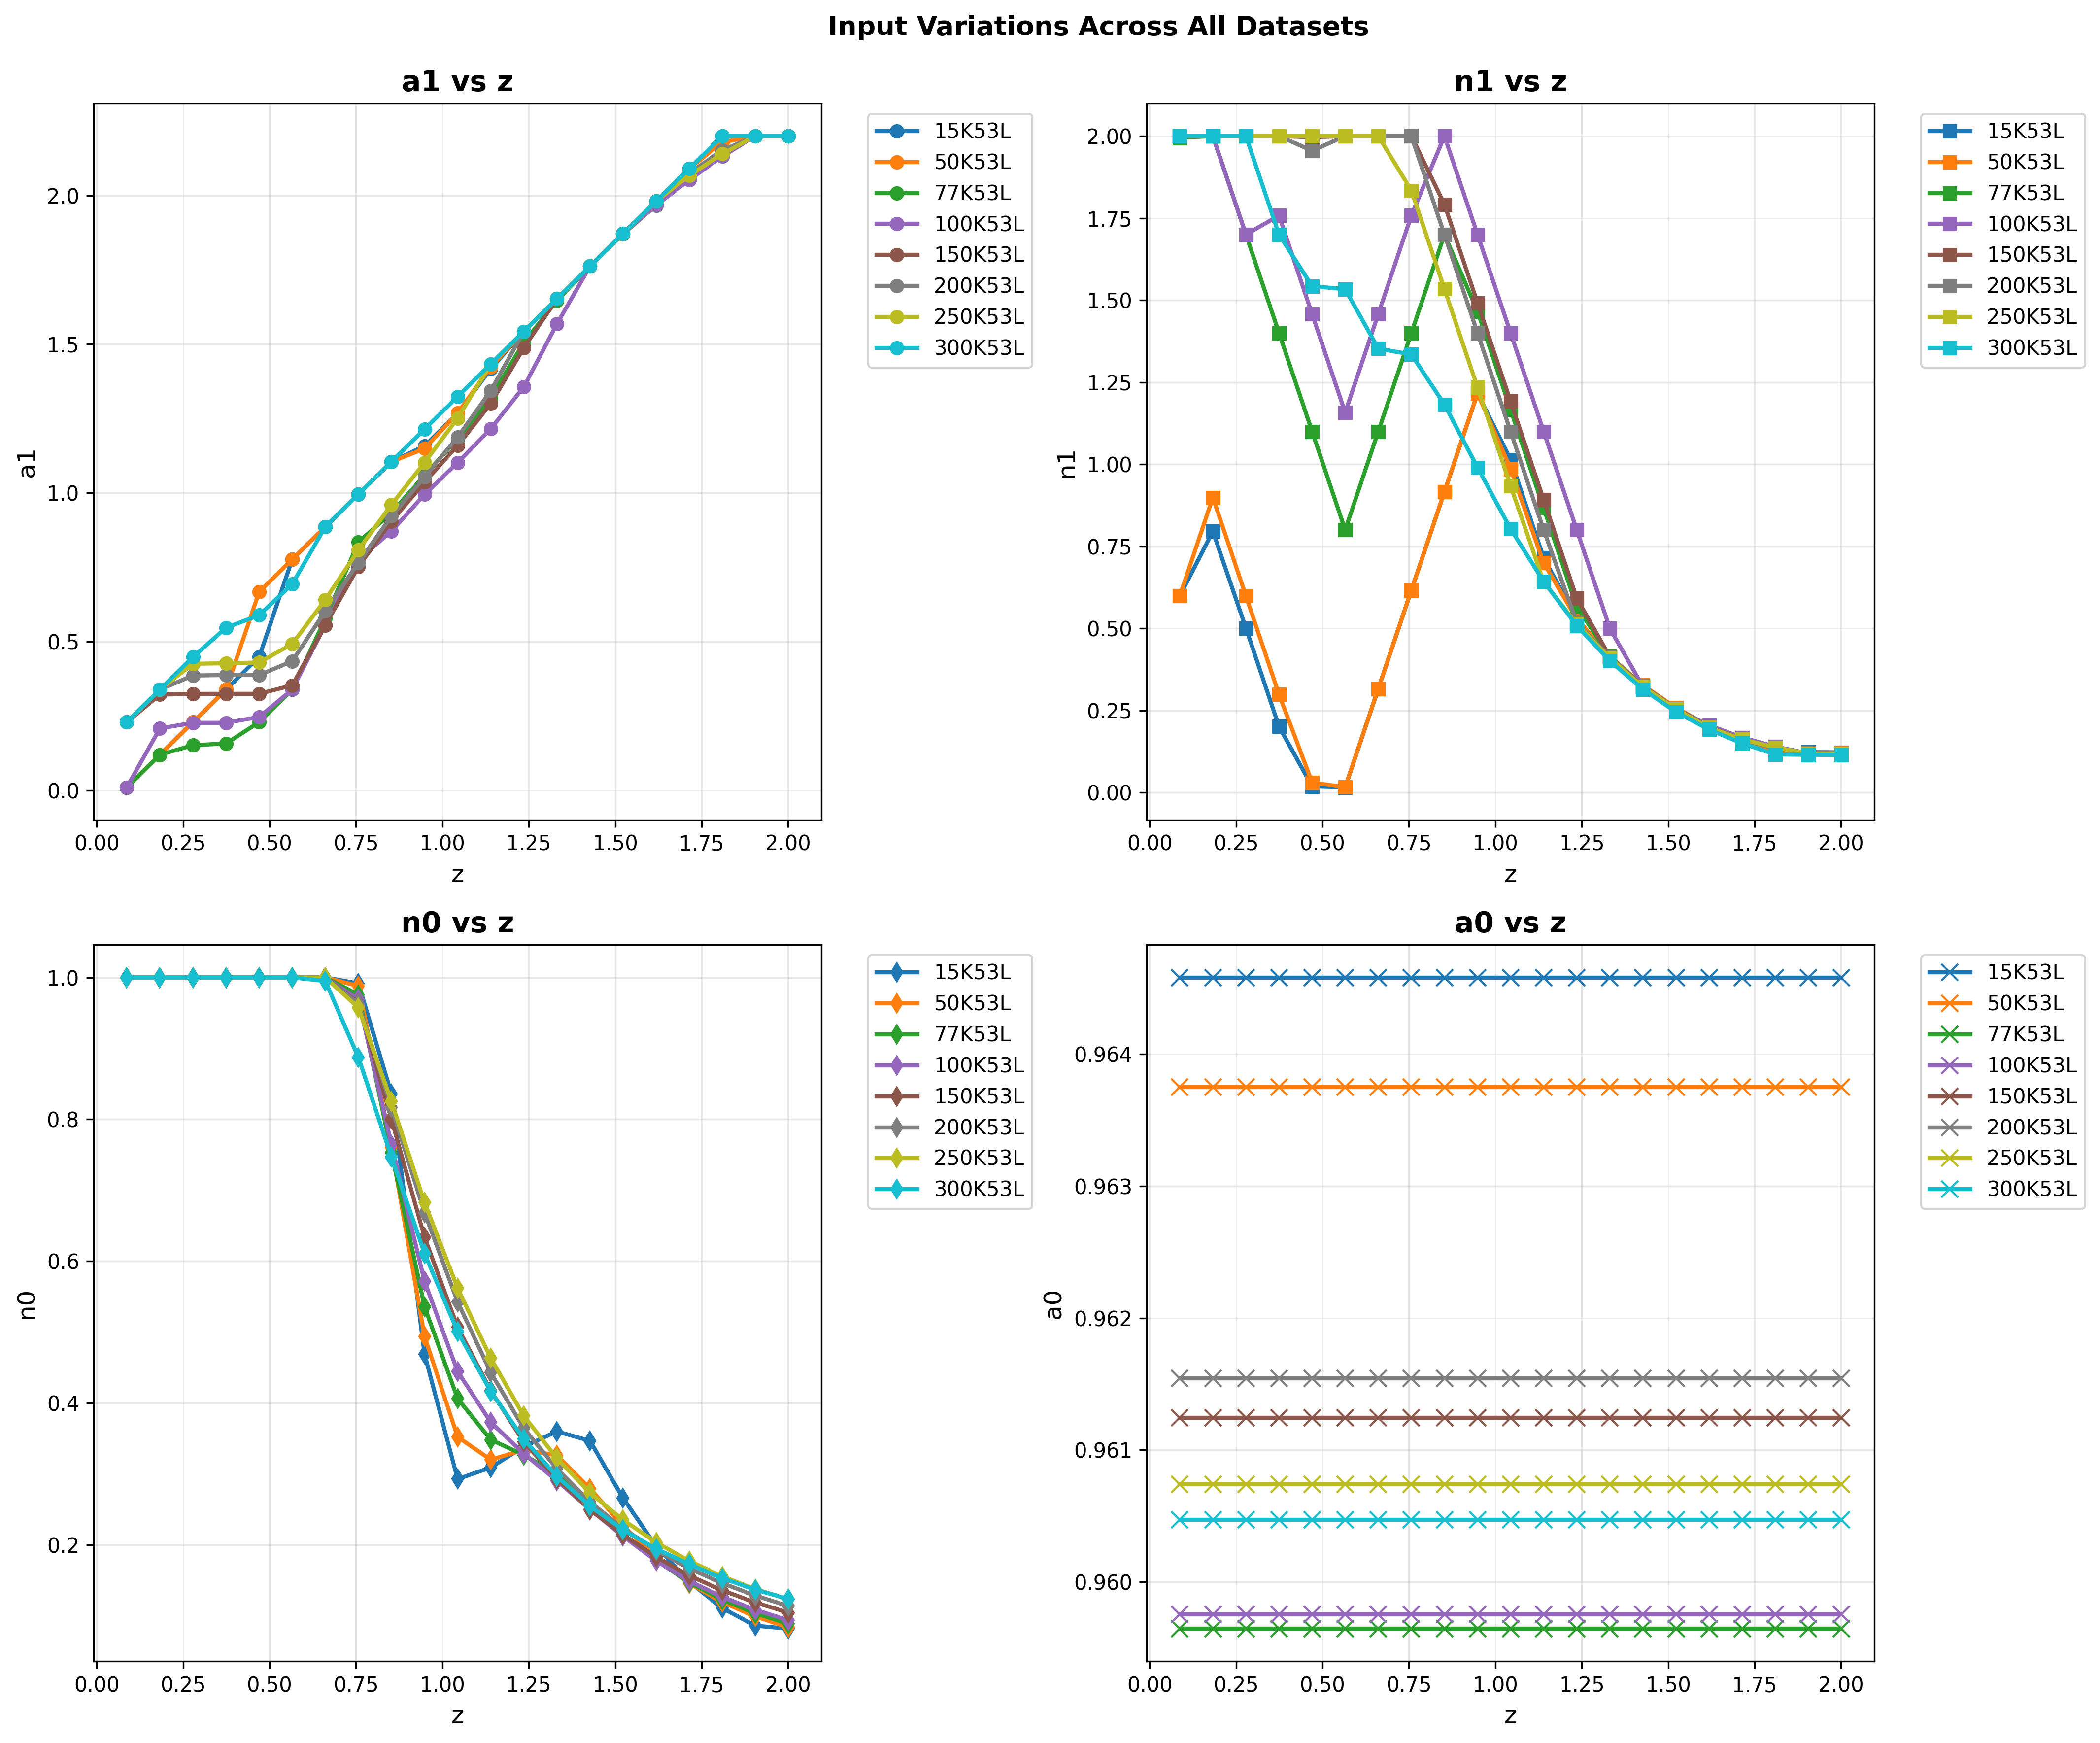 Input Variations Across All Datasets
a1 vs z
a1
2.0
1.5
1.0
0.5
0.0
0.00 0.25 0.50 0.75 1.00 1.25 1.50 1.75 2.00
z
15K53L
50K53L
77K53L
100K53L
150K53L
200K53L
250K53L
300K53L
n1 vs z
n1
2.00
1.75
1.50
1.25
1.00
0.75
0.50
0.25
0.00
0.00 0.25 0.50 0.75 1.00 1.25 1.50 1.75 2.00
z
15K53L
50K53L
77K53L
100K53L
150K53L
200K53L
250K53L
300K53L
n0 vs z
n0
1.0
0.8
0.6
0.4
0.2
0.00 0.25 0.50 0.75 1.00 1.25 1.50 1.75 2.00
z
15K53L
50K53L
77K53L
100K53L
150K53L
200K53L
250K53L
300K53L
a0 vs z
a0
0.964
0.963
0.962
0.961
0.960
0.00 0.25 0.50 0.75 1.00 1.25 1.50 1.75 2.00
z
15K53L
50K53L
77K53L
100K53L
150K53L
200K53L
250K53L
300K53L